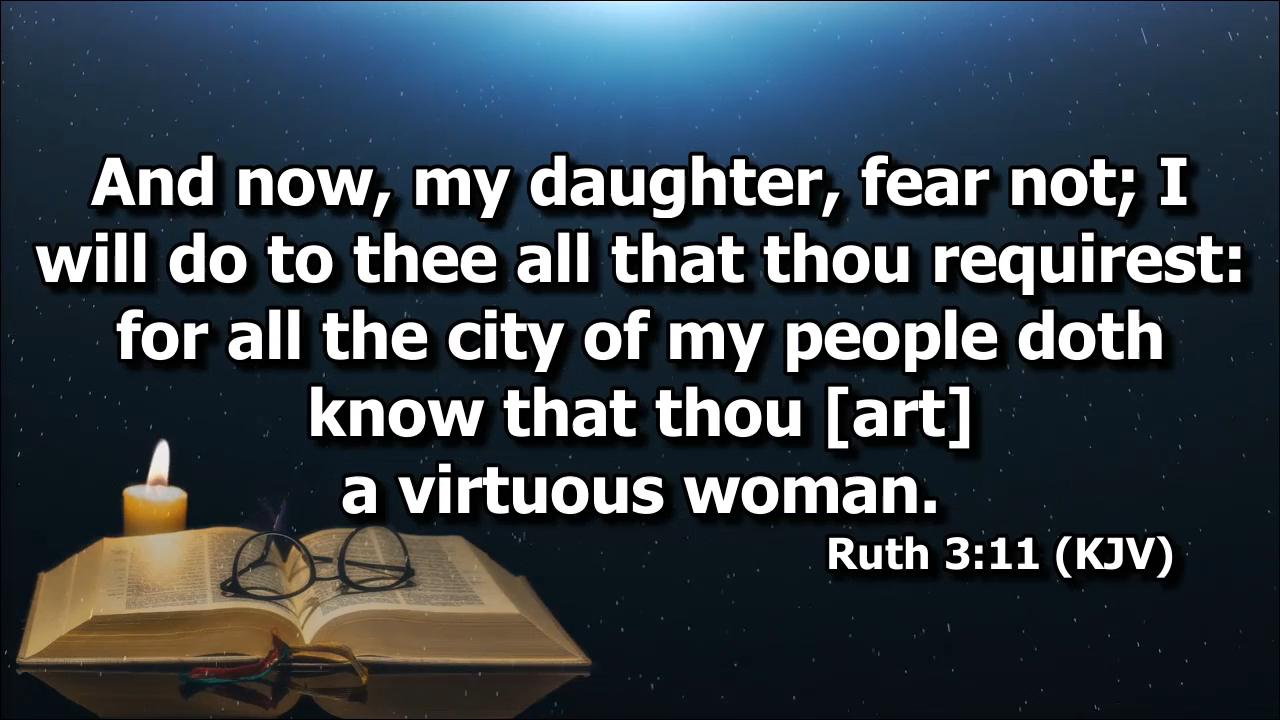 And now, my daughter, fear not; I
will do to thee all that thou requirest:
for all the city of my people doth
know that thou [art]
a virtuous woman.
Ruth 3:11 (KJV)